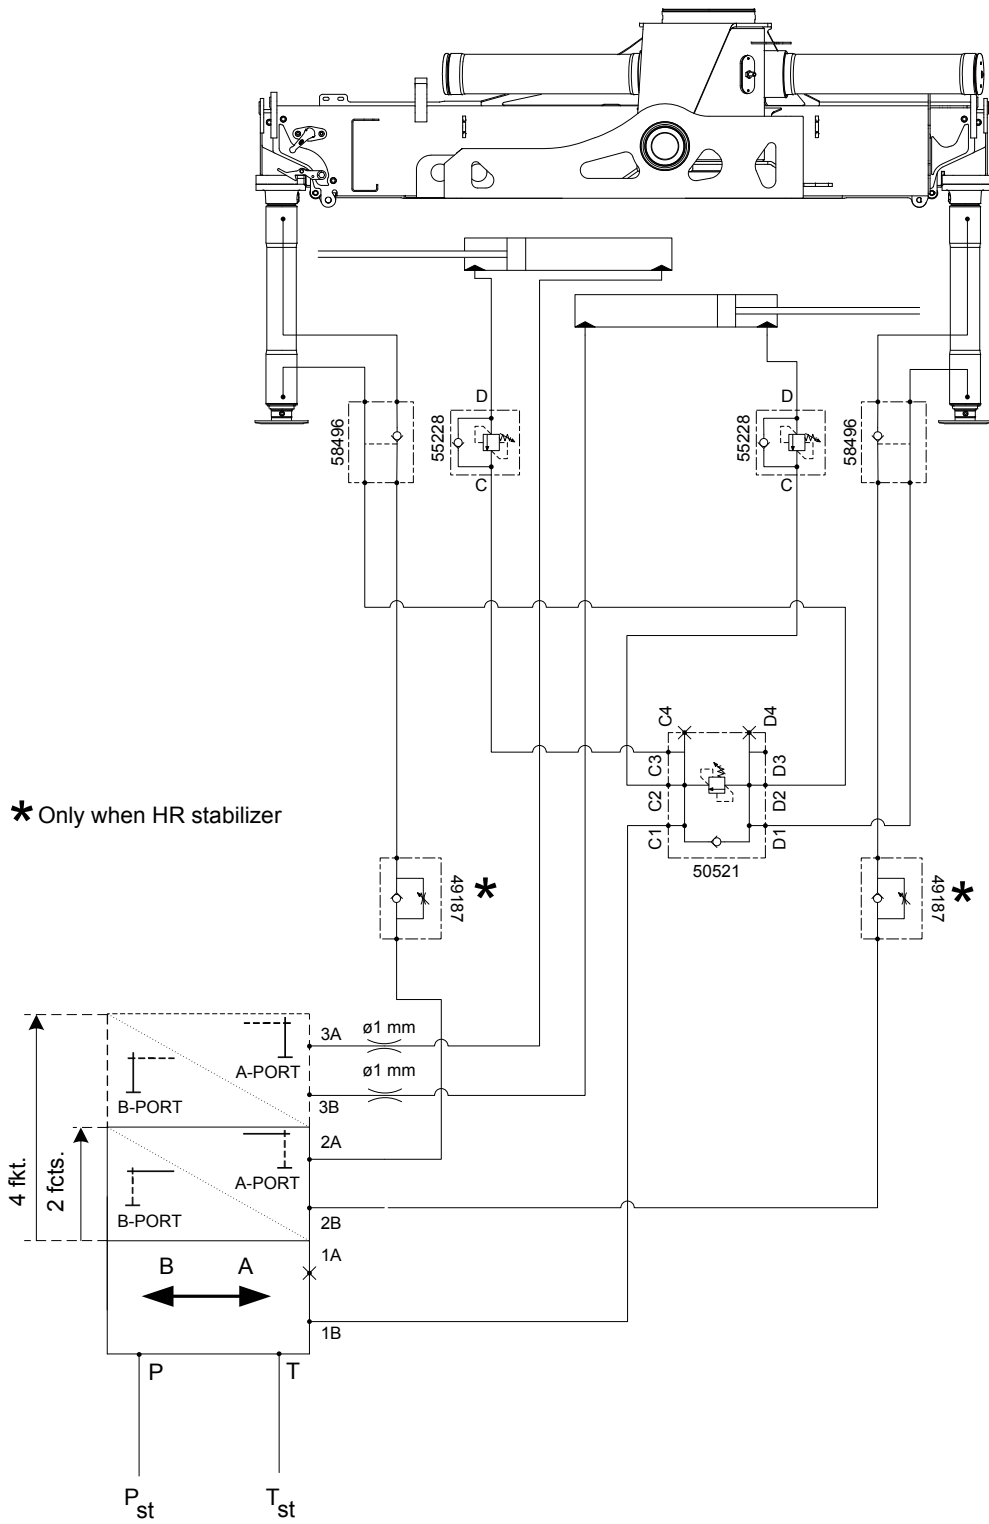 D
D
58496
55228
55228
58496
C
C
C4
D4
C3
D3
C2
D2
C1
D1
50521
* Only when HR stabilizer
49187
*
49187
*
3A
ø1 mm
A-PORT
B-PORT
3B
ø1 mm
2A
A-PORT
B-PORT
2B
4 fkt.
2 fcts.
1A
B
A
1B
P
T
Pst
Tst